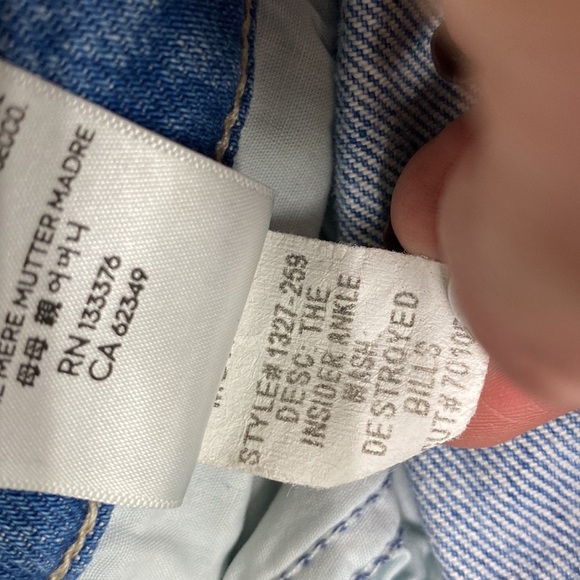 MERE MUTTER MADRE
母母 親 어머니
RN 133376
CA 62349
STYLE# 1327-259
DESC: THE
INSIDER ANKLE
WASH:
DESTROYED
BILLS